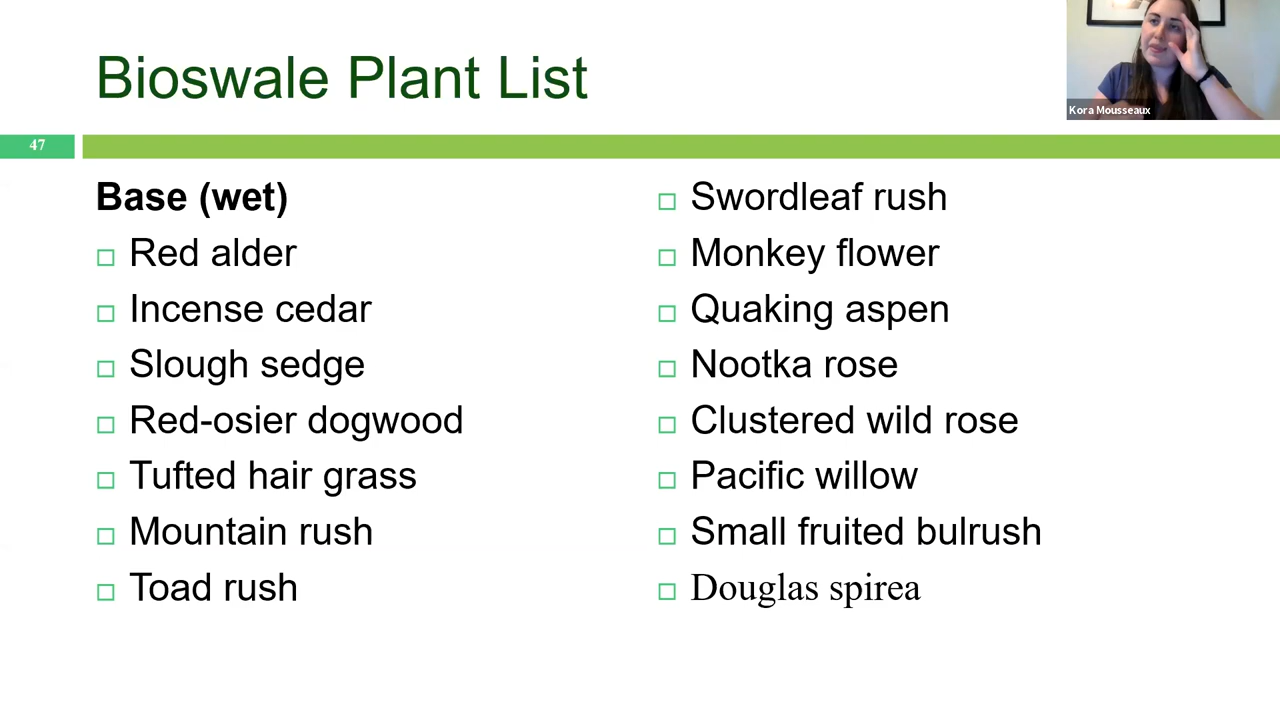 Bioswale Plant List
Kora Mousseaux
47
Base (wet)
Red alder
Incense cedar
Slough sedge
Red-osier dogwood
Tufted hair grass
Mountain rush
Toad rush
Swordleaf rush
Monkey flower
Quaking aspen
Nootka rose
Clustered wild rose
Pacific willow
Small fruited bulrush
Douglas spirea